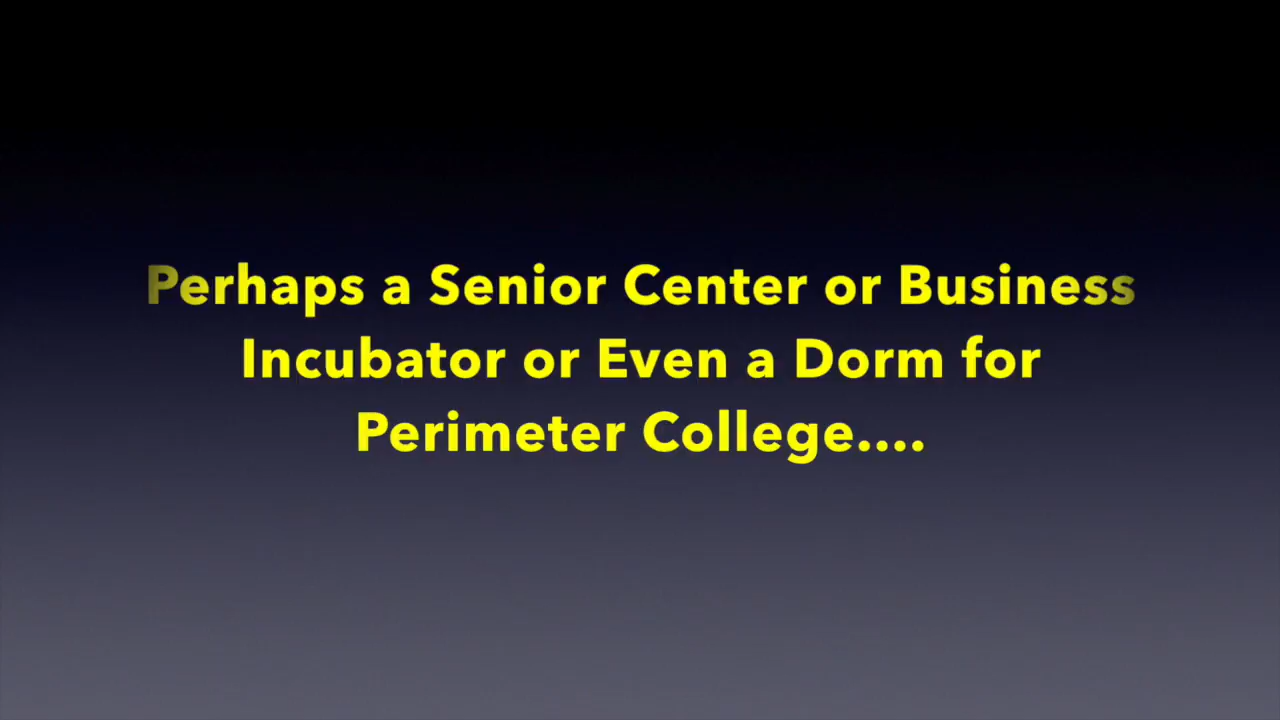 Perhaps a Senior Center or Business
Incubator or Even a Dorm for
Perimeter College....